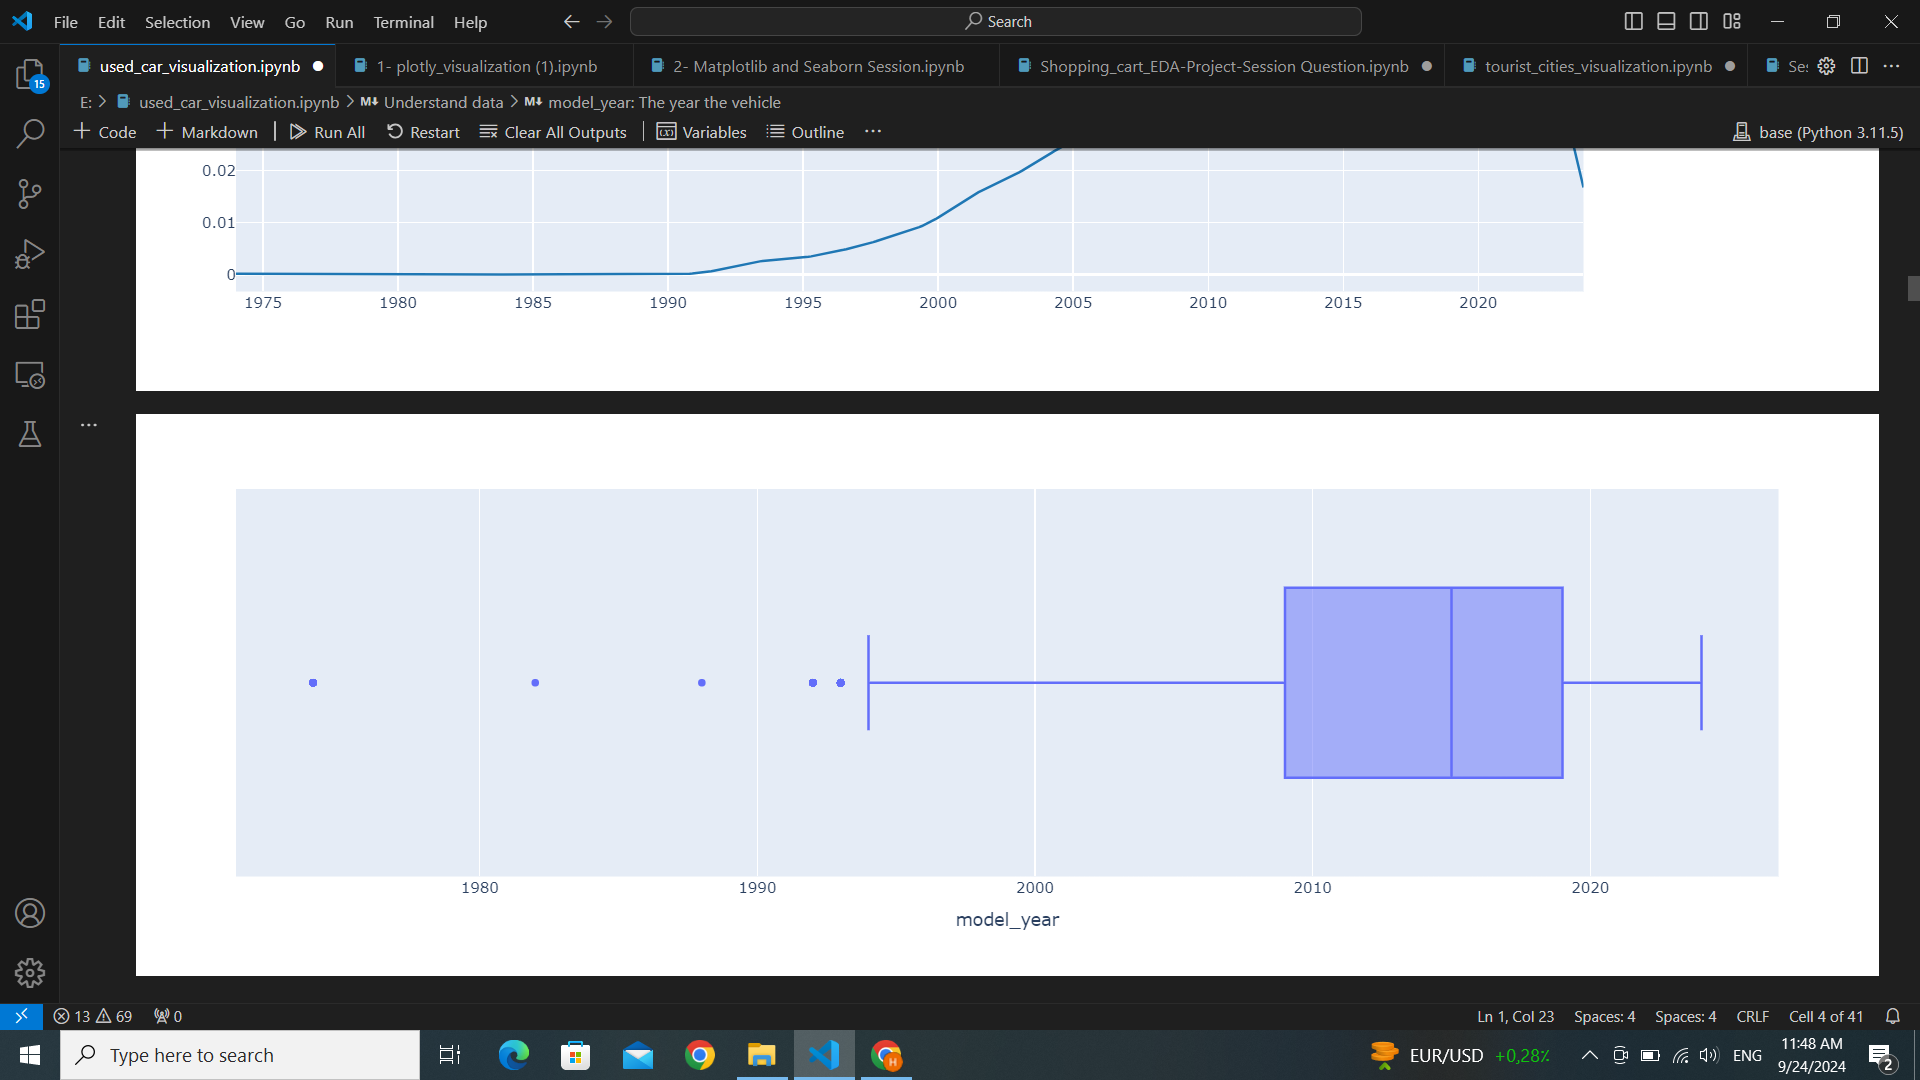 File Edit Selection View Go Run Terminal Help
Search
used_car_visualization.ipynb
1- plotly_visualization (1).ipynb
2- Matplotlib and Seaborn Session.ipynb
Shopping_cart_EDA-Project-Session Question.ipynb
tourist_cities_visualization.ipynb
Ses
15
E: > used_car_visualization.ipynb > M↓ Understand data > M↓ model_year: The year the vehicle
+ Code + Markdown | Run All Restart Clear All Outputs | Variables Outline ...
base (Python 3.11.5)
0.02
0.01
0
1975 1980 1985 1990 1995 2000 2005 2010 2015 2020
1980 1990 2000 2010 2020
model_year
13 69 0
Ln 1, Col 23 Spaces: 4 Spaces: 4 CRLF Cell 4 of 41
Type here to search
H
EUR/USD +0,28%
ENG
11:48 AM
9/24/2024
2